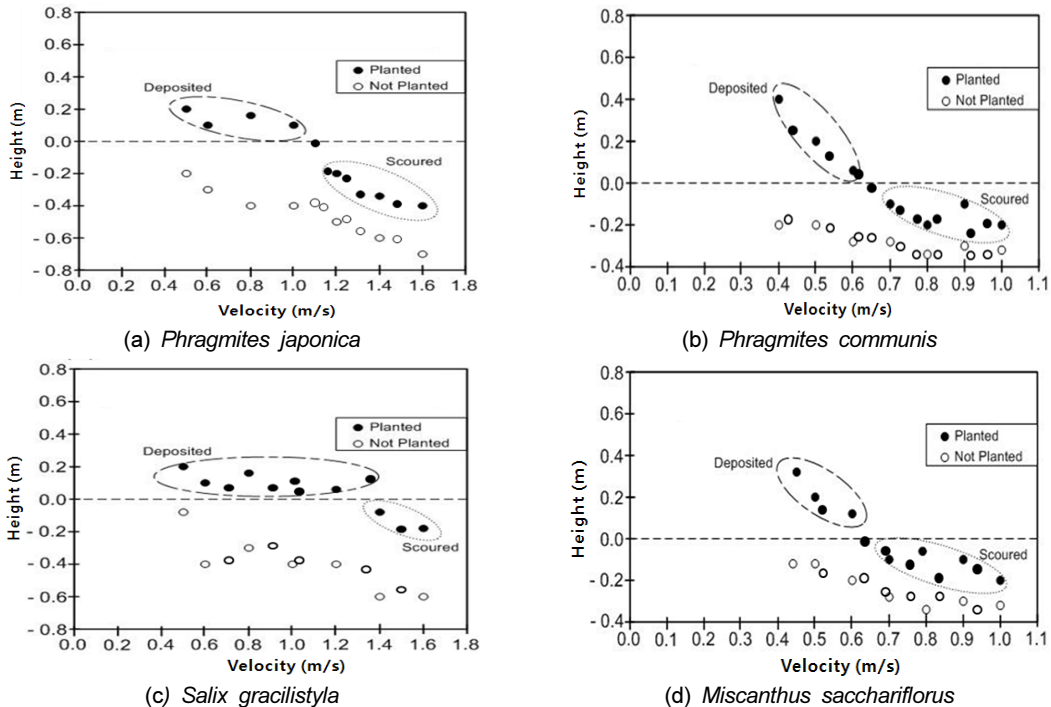 0.8
0.6
0.4
0.2
0.0
- 0.2
- 0.4
- 0.6
- 0.8
Height (m)
Deposited
Scoured
Planted
Not Planted
0.0 0.2 0.4 0.6 0.8 1.0 1.2 1.4 1.6 1.8
Velocity (m/s)
(a) Phragmites japonica
0.8
0.6
0.4
0.2
0.0
- 0.2
- 0.4
Height (m)
Deposited
Scoured
Planted
Not Planted
0.0 0.1 0.2 0.3 0.4 0.5 0.6 0.7 0.8 0.9 1.0 1.1
Velocity (m/s)
(b) Phragmites communis
0.8
0.6
0.4
0.2
0.0
- 0.2
- 0.4
- 0.6
- 0.8
Height (m)
Deposited
Scoured
Planted
Not Planted
0.0 0.2 0.4 0.6 0.8 1.0 1.2 1.4 1.6 1.8
Velocity (m/s)
(c) Salix gracilistyla
0.8
0.6
0.4
0.2
0.0
- 0.2
- 0.4
Height (m)
Deposited
Scoured
Planted
Not Planted
0.0 0.1 0.2 0.3 0.4 0.5 0.6 0.7 0.8 0.9 1.0 1.1
Velocity (m/s)
(d) Miscanthus sacchariflorus